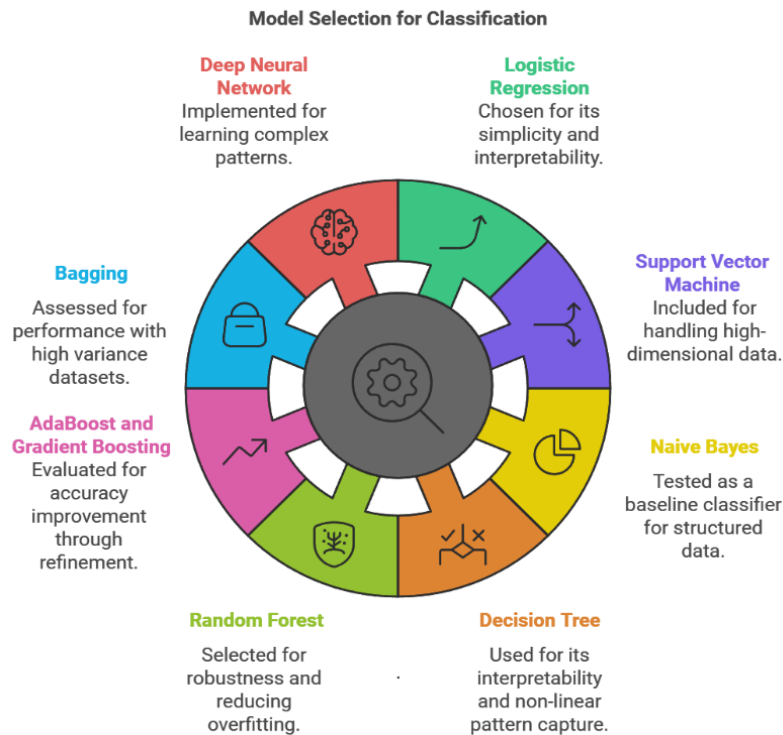 Model Selection for Classification
Deep Neural
Network
Implemented for
learning complex
patterns.
Logistic
Regression
Chosen for its
simplicity and
interpretability.
Bagging
Assessed for
performance with
high variance
datasets.
Support Vector
Machine
Included for
handling high-
dimensional data.
AdaBoost and
Gradient Boosting
Evaluated for
accuracy
improvement
through
refinement.
Naive Bayes
Tested as a
baseline classifier
for structured
data.
Random Forest
Selected for
robustness and
reducing
overfitting.
Decision Tree
Used for its
interpretability
and non-linear
pattern capture.